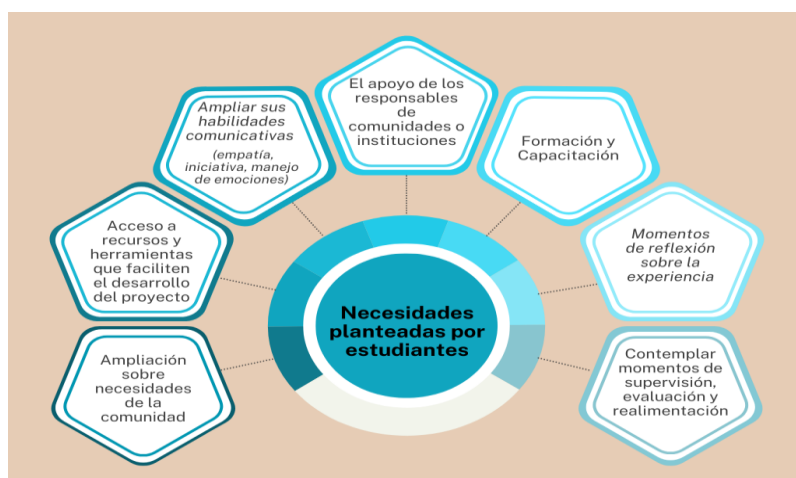 Ampliar sus
habilidades
comunicativas
(empatía,
iniciativa, manejo
de emociones)
El apoyo de los
responsables
de
comunidades o
instituciones
Formación y
Capacitación
Acceso a
recursos y
herramientas
que faciliten
el desarrollo
del proyecto
Momentos
de reflexión
sobre la
experiencia
Necesidades
planteadas por
estudiantes
Ampliación sobre
necesidades
de la
comunidad
Contemplar
momentos de
supervisión,
evaluación y
realimentación